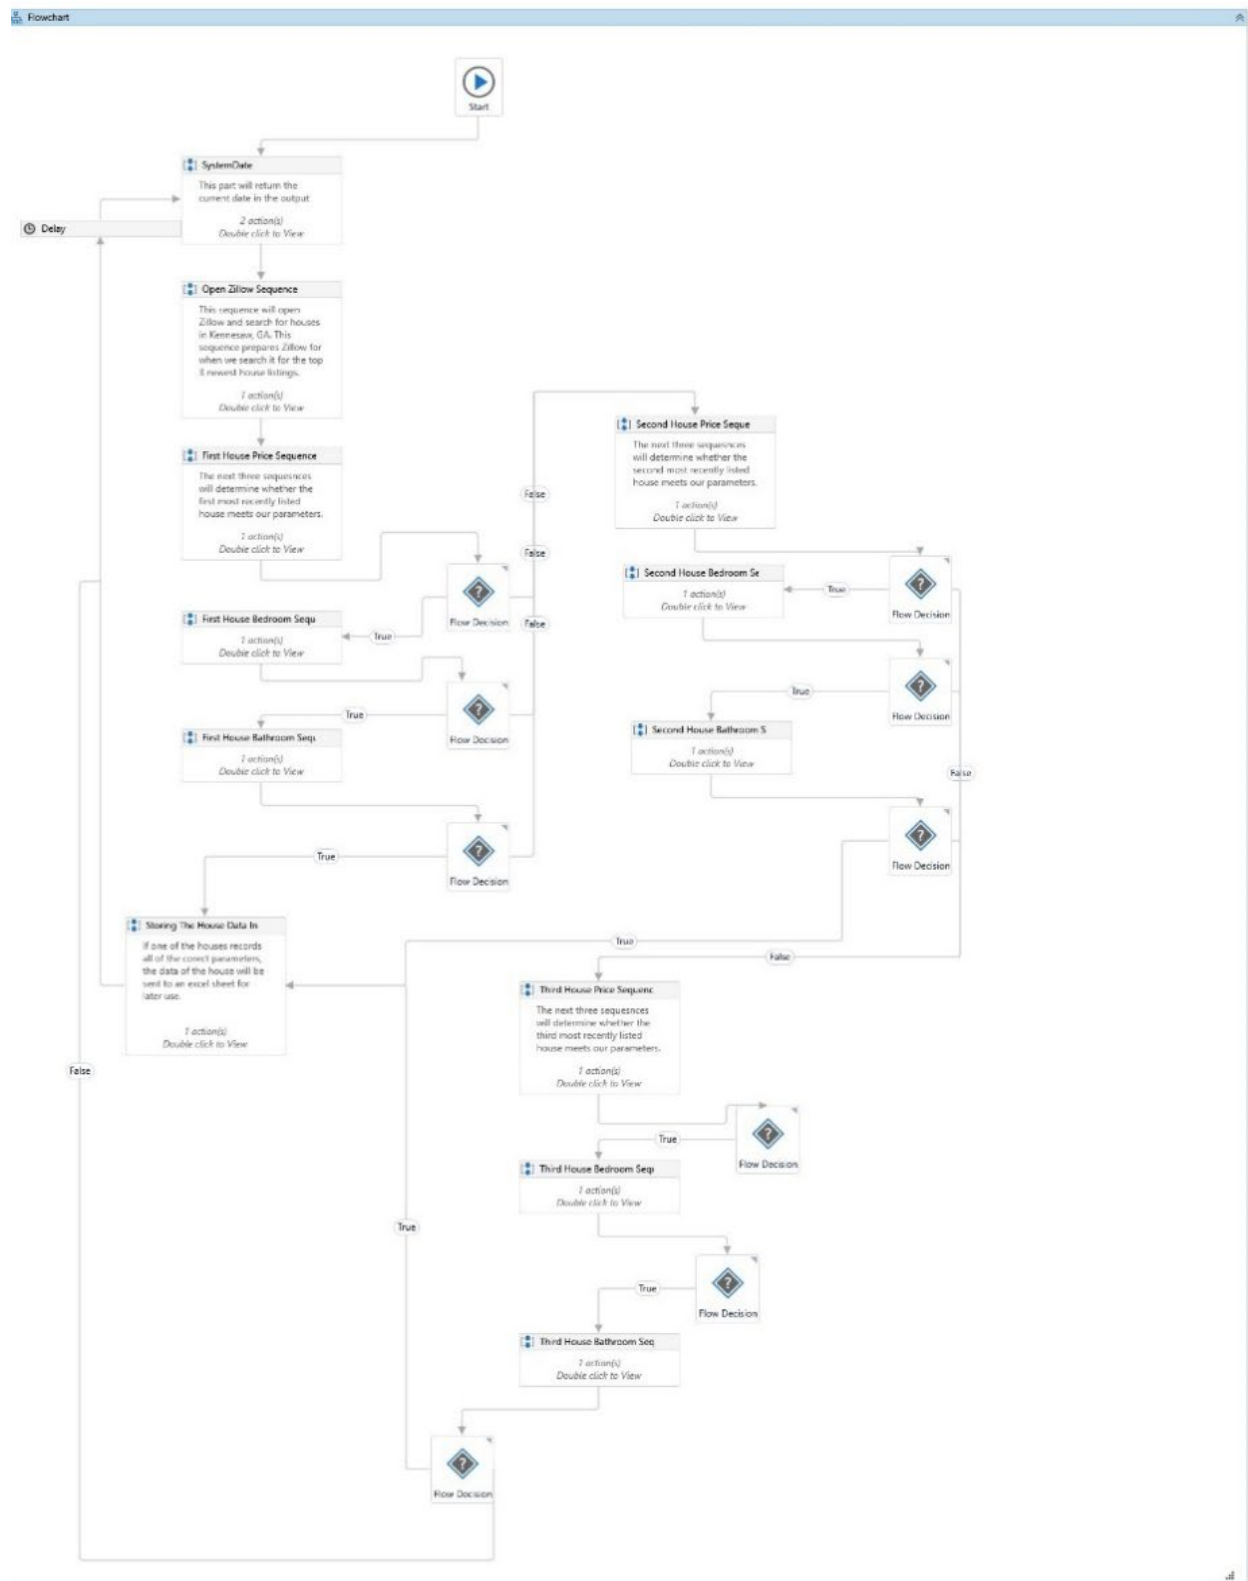 Flowchart
Start
SystemDate
This part will return the
current date in the output
2 action(s)
Double click to View
Delay
Open Zillow Sequence
This sequence will open
Zillow and search for houses
in Kennesaw, GA. This
sequence prepares Zillow for
when we search it for the top
3 newest house listings.
1 action(s)
Double click to View
First House Price Sequence
The next three sequesnces
will determine whether the
first most recently listed
house meets our parameters.
1 action(s)
Double click to View
Flow Decision
False
False
False
True
First House Bedroom Sequ
1 action(s)
Double click to View
Flow Decision
True
First House Bathroom Sequ
1 action(s)
Double click to View
Flow Decision
True
Second House Price Seque
The next three sequesnces
will determine whether the
second most recently listed
house meets our parameters.
1 action(s)
Double click to View
Flow Decision
True
Second House Bedroom Se
1 action(s)
Double click to View
Flow Decision
True
Second House Bathroom S
1 action(s)
Double click to View
False
Flow Decision
True
False
Storing The House Data In
If one of the houses records
all of the corect parameters,
the data of the house will be
sent to an excel sheet for
later use.
1 action(s)
Double click to View
False
Third House Price Sequenc
The next three sequesnces
will determine whether the
third most recently listed
house meets our parameters.
1 action(s)
Double click to View
Flow Decision
True
Third House Bedroom Sequ
1 action(s)
Double click to View
True
Flow Decision
True
Third House Bathroom Seq
1 action(s)
Double click to View
Flow Decision